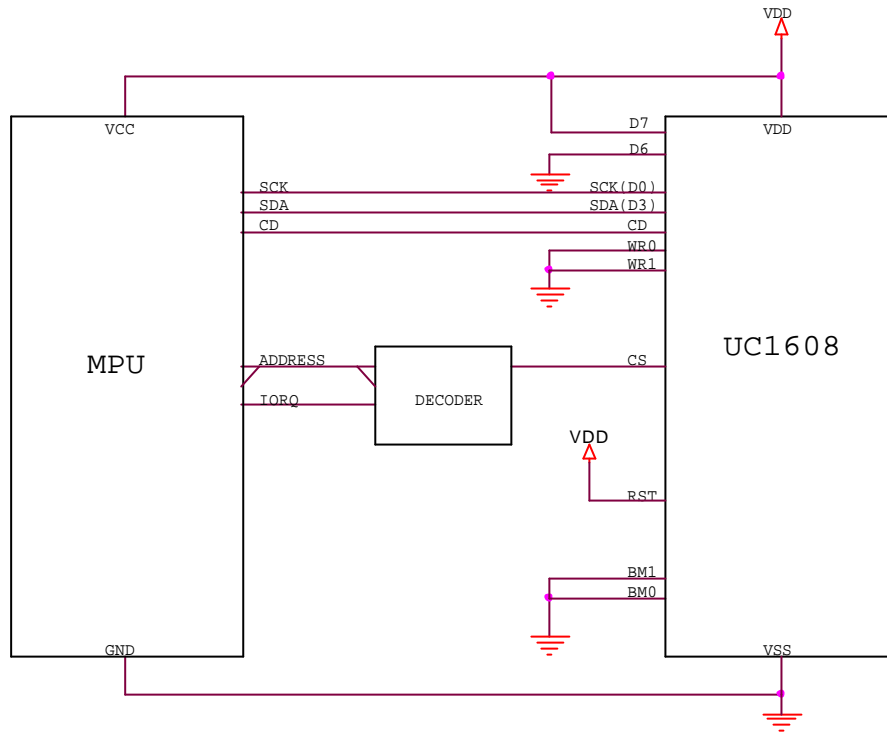 VDD
VCC
D7
VDD
D6
SCK
SCK(D0)
SDA
SDA(D3)
CD
CD
WR0
WR1
MPU
ADDRESS
CS
UC1608
IORQ
DECODER
VDD
RST
BM1
BM0
GND
VSS